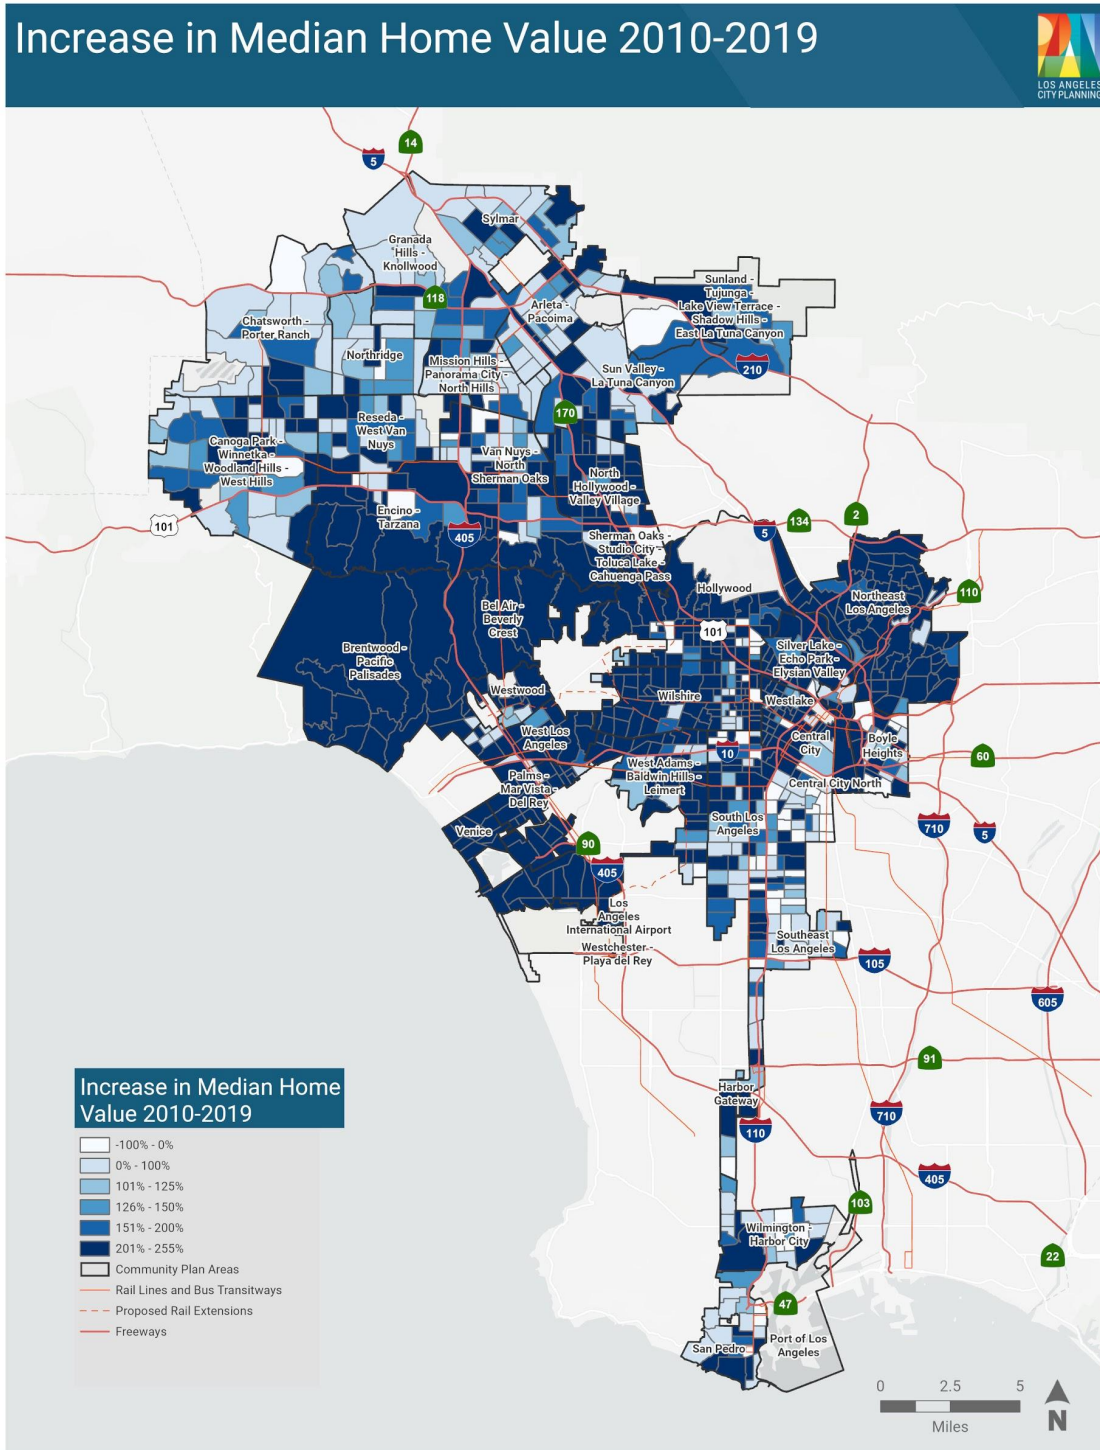 Increase in Median Home Value 2010-2019
LOS ANGELES
CITY PLANNING
14
5
Sylmar
Granada
Hills -
Knollwood
118
Sunland -
Tujunga -
Lake View Terrace -
Shadow Hills -
East La Tuna Canyon
Arleta -
Pacoima
Chatsworth -
Porter Ranch
Northridge
Mission Hills -
Panorama City -
North Hills
Sun Valley -
La Tuna Canyon
210
170
Reseda -
West Van
Nuys
Canoga Park -
Winnetka -
Woodland Hills -
West Hills
Van Nuys -
North
Sherman Oaks
North
Hollywood -
Valley Village
Encino -
Tarzana
101
405
5
134
2
Sherman Oaks -
Studio City -
Toluca Lake -
Cahuenga Pass
Hollywood
Northeast
Los Angeles
110
Bel Air -
Beverly
Crest
101
Brentwood -
Pacific
Palisades
Silver Lake -
Echo Park -
Elysian Valley
Westwood
Wilshire
Westlake
West Los
Angeles
Central
City
Boyle
Heights
10
60
West Adams -
Baldwin Hills -
Leimert
Palms -
Mar Vista -
Del Rey
Central City North
Venice
South Los
Angeles
710
5
90
405
Los
Angeles
International Airport
Westchester -
Playa del Rey
Southeast
Los Angeles
105
605
91
Harbor
Gateway
710
110
405
103
Wilmington -
Harbor City
22
47
San Pedro
Port of Los
Angeles
Increase in Median Home
Value 2010-2019
-100% - 0%
0% - 100%
101% - 125%
126% - 150%
151% - 200%
201% - 255%
Community Plan Areas
Rail Lines and Bus Transitways
Proposed Rail Extensions
Freeways
0 2.5 5
Miles
N